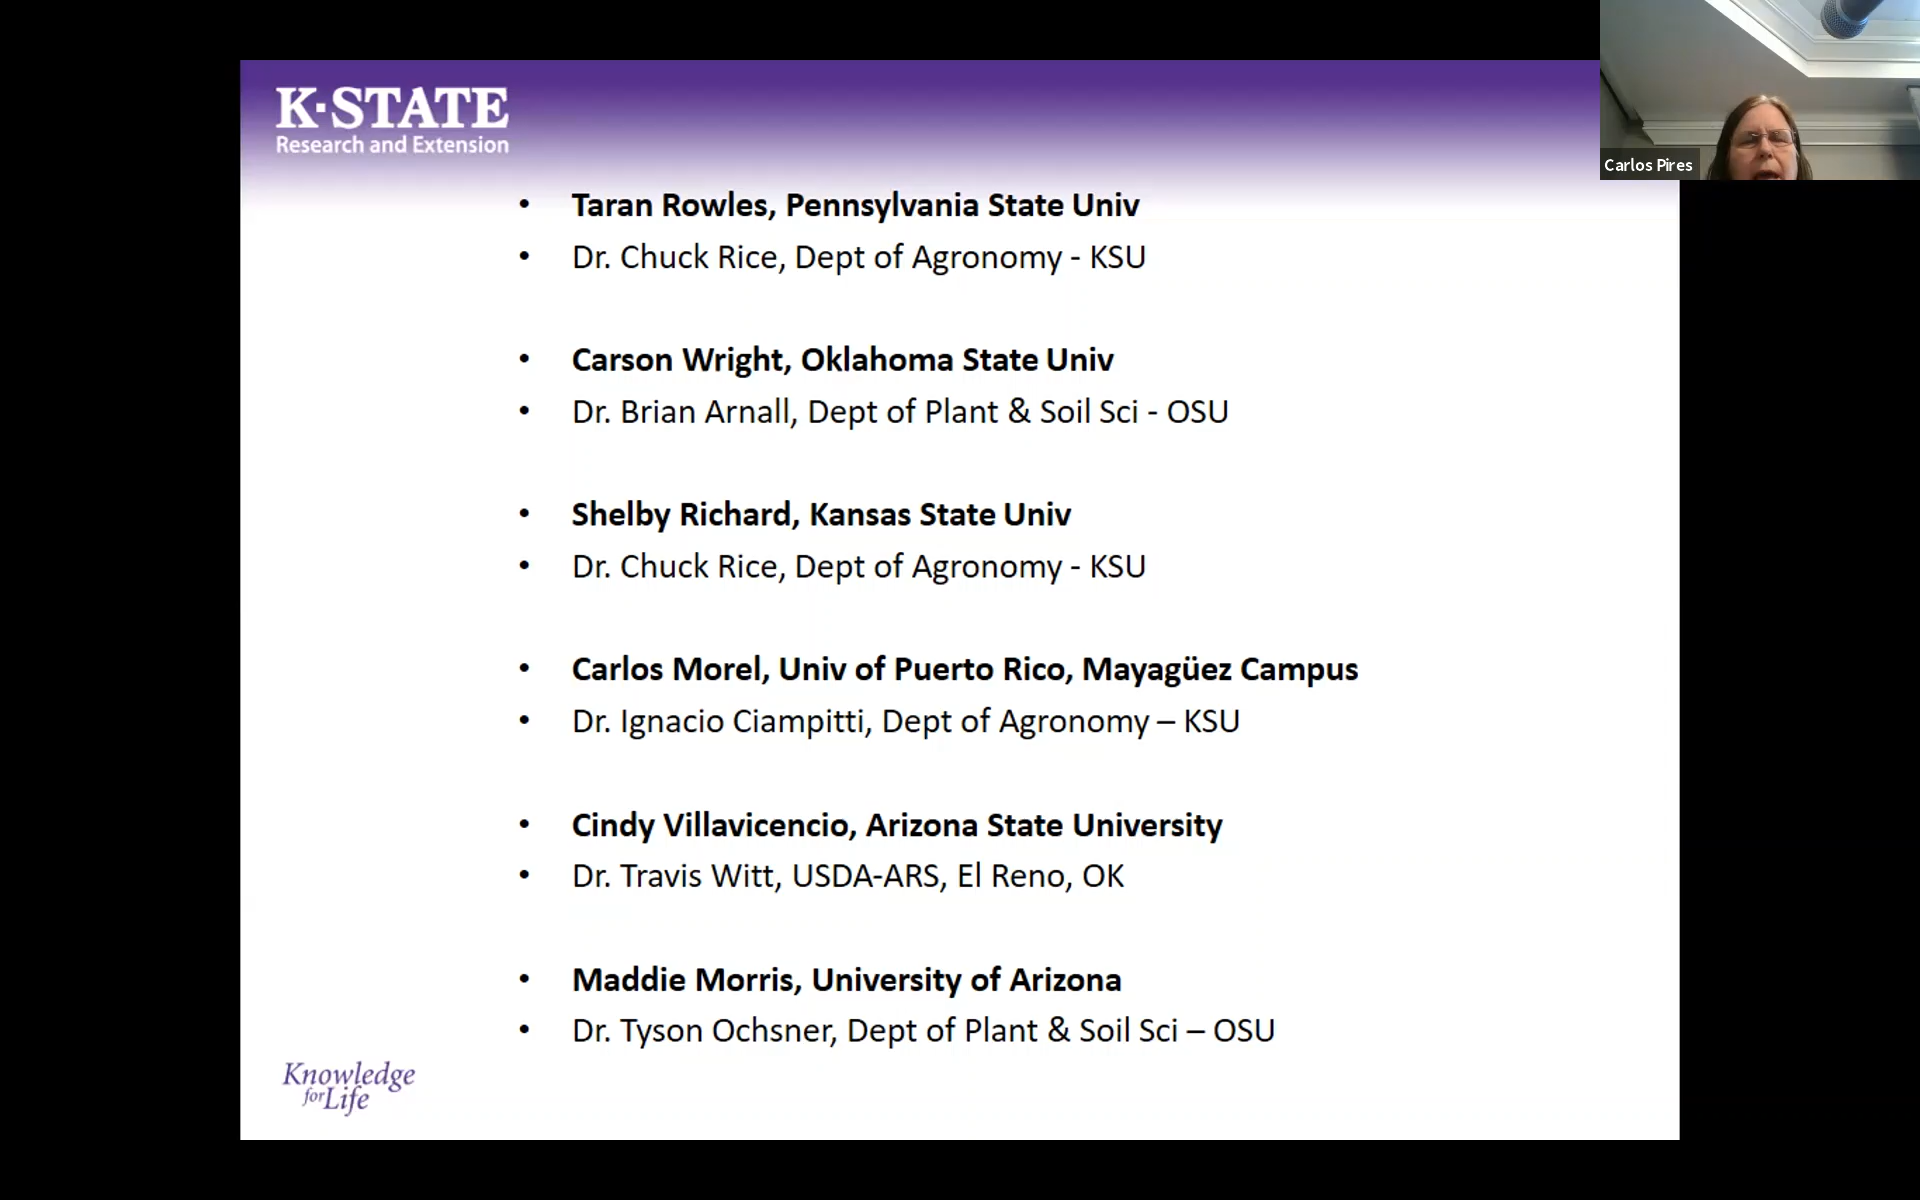 K·STATE
Research and Extension
Carlos Pires
• Taran Rowles, Pennsylvania State Univ
• Dr. Chuck Rice, Dept of Agronomy - KSU
• Carson Wright, Oklahoma State Univ
• Dr. Brian Arnall, Dept of Plant & Soil Sci - OSU
• Shelby Richard, Kansas State Univ
• Dr. Chuck Rice, Dept of Agronomy - KSU
• Carlos Morel, Univ of Puerto Rico, Mayagüez Campus
• Dr. Ignacio Ciampitti, Dept of Agronomy – KSU
• Cindy Villavicencio, Arizona State University
• Dr. Travis Witt, USDA-ARS, El Reno, OK
• Maddie Morris, University of Arizona
• Dr. Tyson Ochsner, Dept of Plant & Soil Sci – OSU
Knowledge
for Life